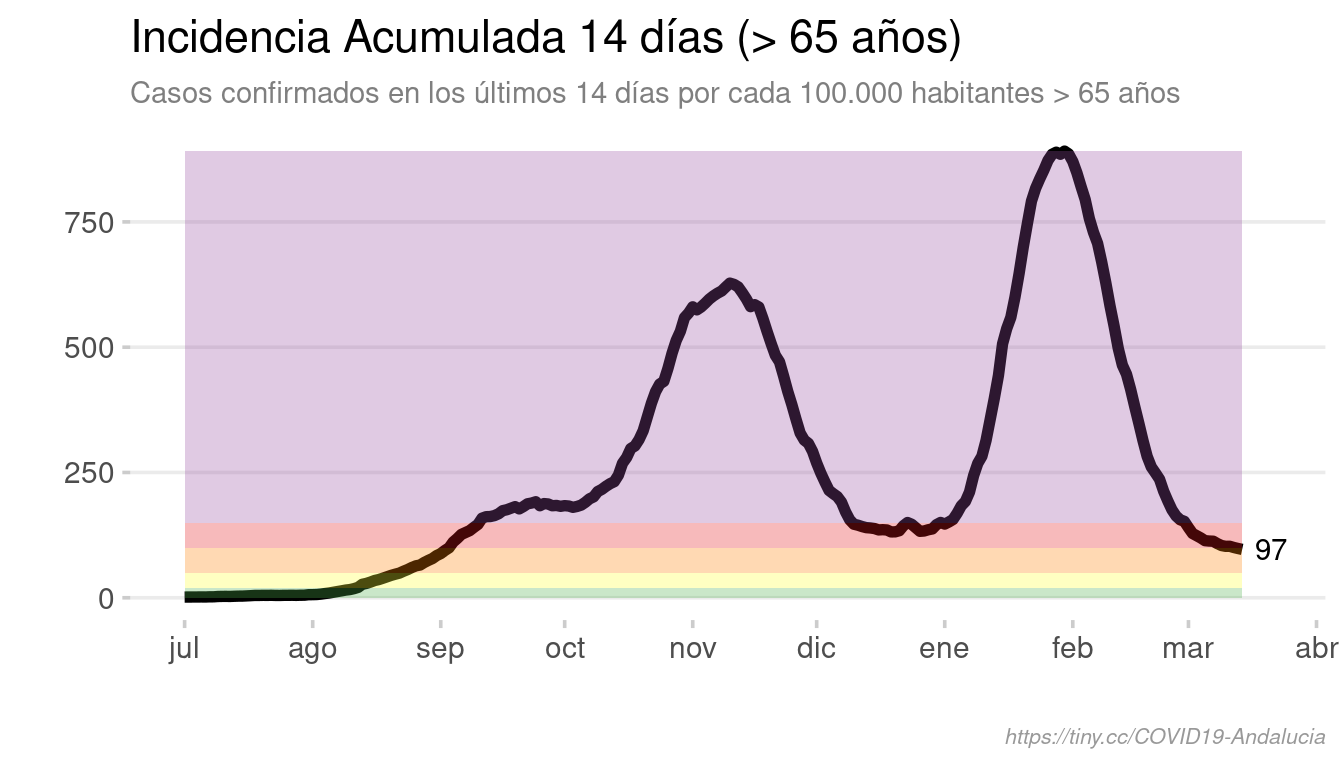 Incidencia Acumulada 14 días (> 65 años)
Casos confirmados en los últimos 14 días por cada 100.000 habitantes > 65 años
750
500
250
0
97
jul ago sep oct nov dic ene feb mar abr
https://tiny.cc/COVID19-Andalucia